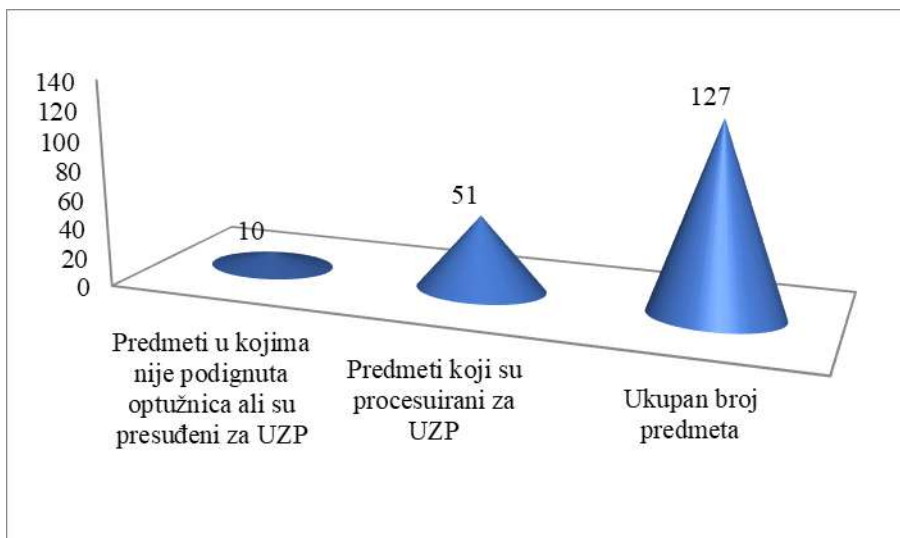 140
120
100
80
60
40
20
0
10
51
127
Predmeti u kojima
nije podignuta
optužnica ali su
presuđeni za UZP
Predmeti koji su
procesuirani za
UZP
Ukupan broj
predmeta